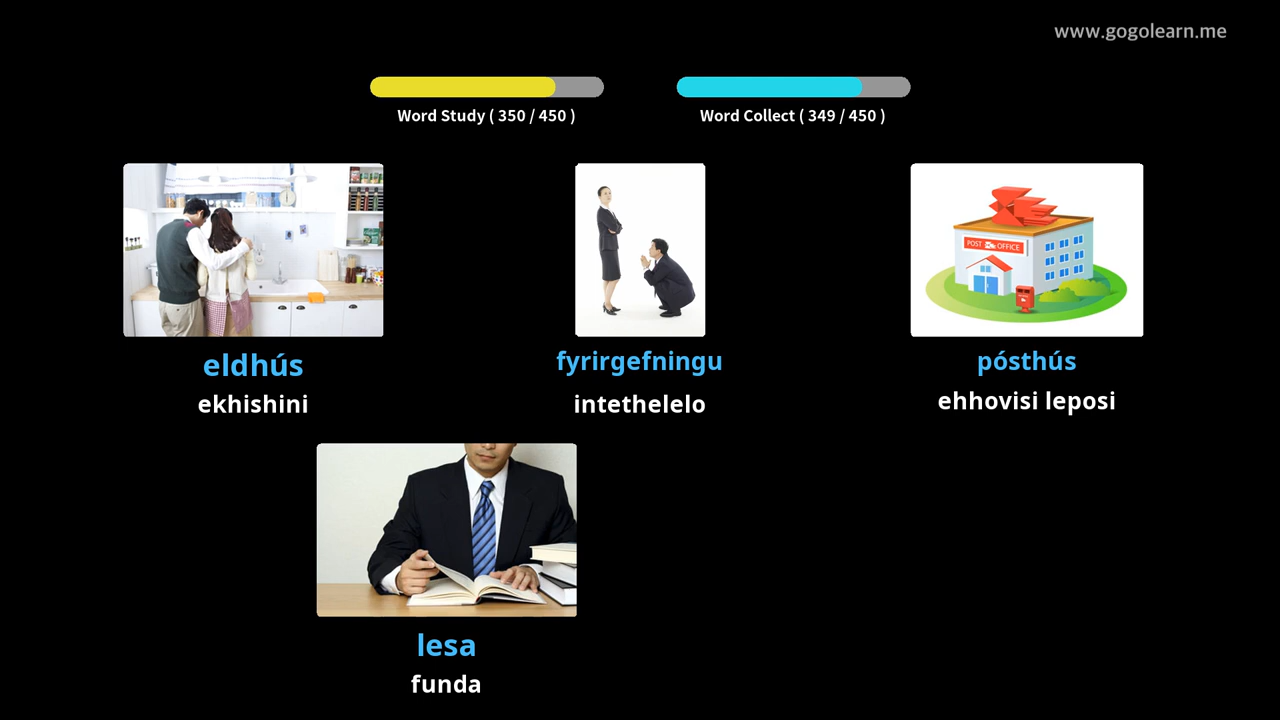 www.gogolearn.me
Word Study ( 350 / 450 )
Word Collect ( 349 / 450 )
POST OFFICE
eldhús
fyrirgefningu
pósthús
ekhishini
intethelelo
ehhovisi leposi
lesa
funda